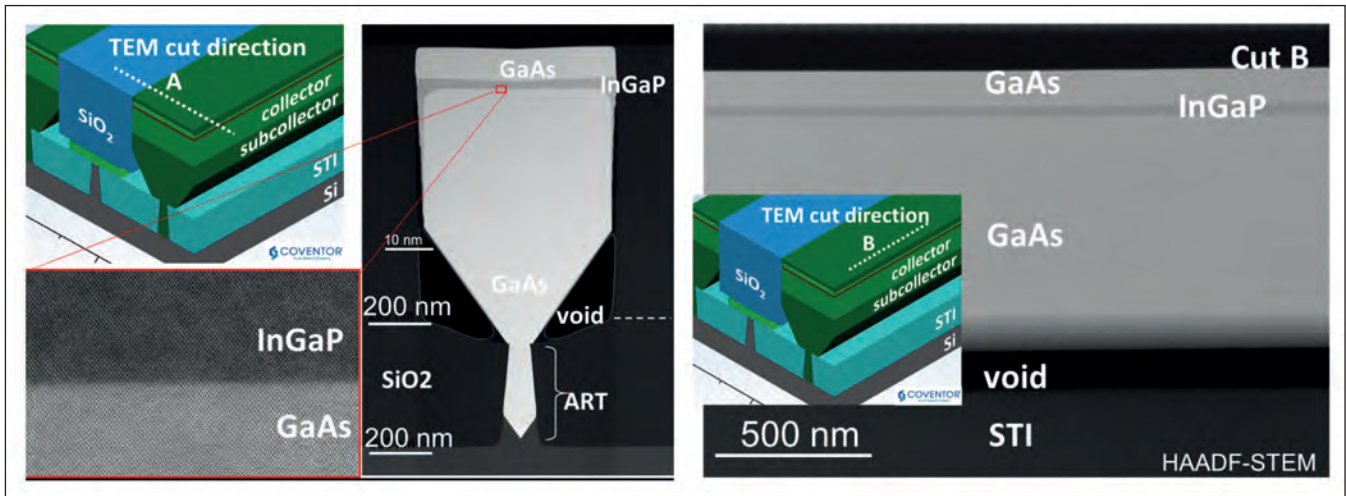 TEM cut direction
A
collector
subcollector
SiO2
STI
Si
COVENTOR
InGaP
GaAs
GaAs
InGaP
10 nm
GaAs
200 nm
void
SiO2
ART
200 nm
Cut B
GaAs
InGaP
GaAs
TEM cut direction
B
collector
subcollector
SiO2
STI
Si
COVENTOR
void
500 nm
STI
HAADF-STEM